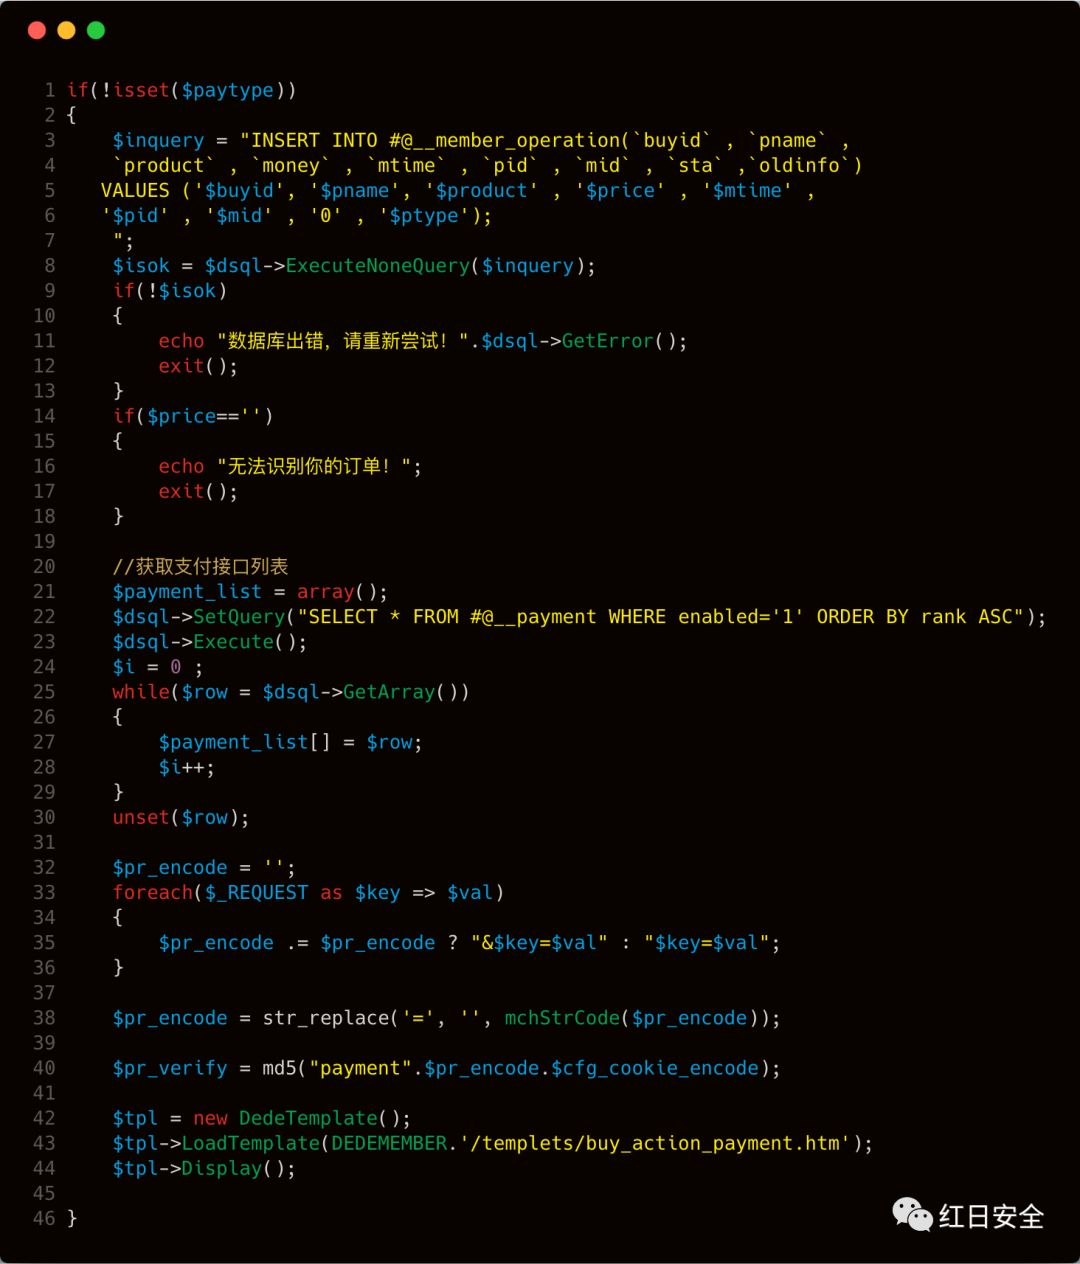 1 if(!isset($paytype))
2 {
3     $inquery = "INSERT INTO #@__member_operation(`buyid` , `pname` ,
4     `product` , `money` , `mtime` , `pid` , `mid` , `sta` ,`oldinfo`)
5    VALUES ('$buyid', '$pname', '$product' , '$price' , '$mtime' ,
6    '$pid' , '$mid' , '0' , '$ptype');
7     ";
8     $isok = $dsql->ExecuteNoneQuery($inquery);
9     if(!$isok)
10     {
11         echo "数据库出错，请重新尝试！".$dsql->GetError();
12         exit();
13     }
14     if($price=='')
15     {
16         echo "无法识别你的订单！";
17         exit();
18     }
19
20     //获取支付接口列表
21     $payment_list = array();
22     $dsql->SetQuery("SELECT * FROM #@__payment WHERE enabled='1' ORDER BY rank ASC");
23     $dsql->Execute();
24     $i = 0 ;
25     while($row = $dsql->GetArray())
26     {
27         $payment_list[] = $row;
28         $i++;
29     }
30     unset($row);
31
32     $pr_encode = '';
33     foreach($_REQUEST as $key => $val)
34     {
35         $pr_encode .= $pr_encode ? "&$key=$val" : "$key=$val";
36     }
37
38     $pr_encode = str_replace('=', '', mchStrCode($pr_encode));
39
40     $pr_verify = md5("payment".$pr_encode.$cfg_cookie_encode);
41
42     $tpl = new DedeTemplate();
43     $tpl->LoadTemplate(DEDEMEMBER.'/templets/buy_action_payment.htm');
44     $tpl->Display();
45
46 }
红日安全